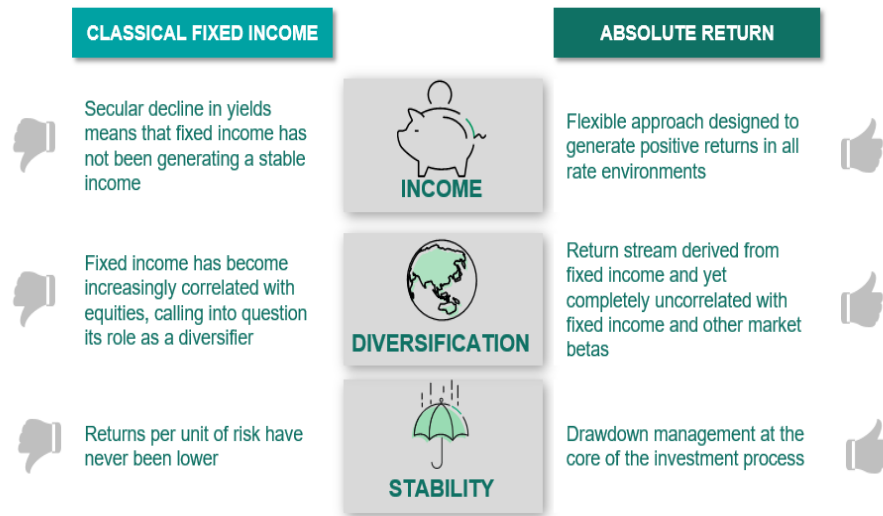 CLASSICAL FIXED INCOME
ABSOLUTE RETURN
Secular decline in yields
means that fixed income has
not been generating a stable
income
INCOME
Flexible approach designed to
generate positive returns in all
rate environments
Fixed income has become
increasingly correlated with
equities, calling into question
its role as a diversifier
DIVERSIFICATION
Return stream derived from
fixed income and yet
completely uncorrelated with
fixed income and other market
betas
Returns per unit of risk have
never been lower
STABILITY
Drawdown management at the
core of the investment process